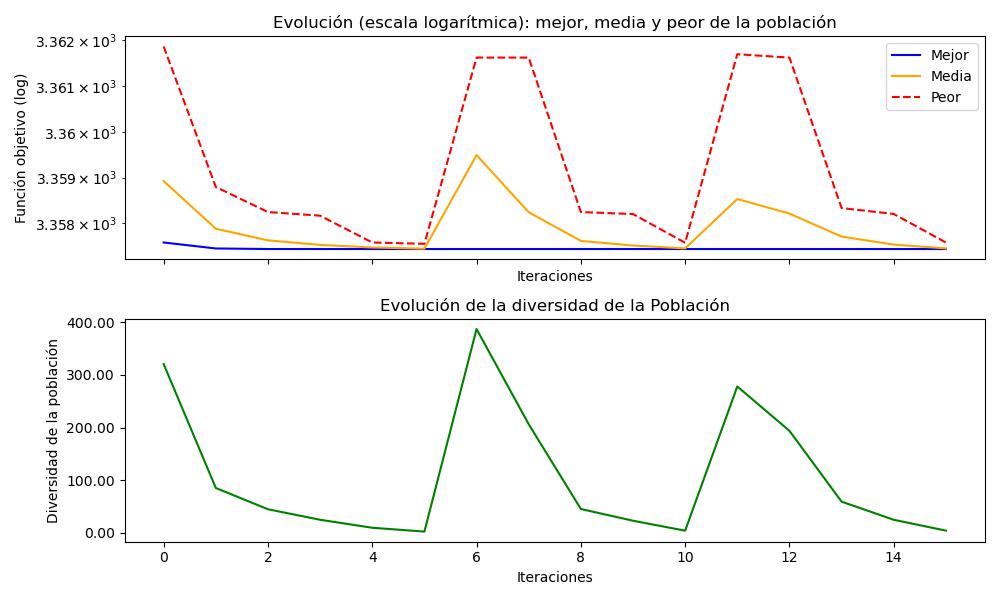 Evolución (escala logarítmica): mejor, media y peor de la población
Función objetivo (log)
3.362 × 10³
3.361 × 10³
3.36 × 10³
3.359 × 10³
3.358 × 10³
Mejor
Media
Peor
Iteraciones
Evolución de la diversidad de la Población
Diversidad de la población
400.00
300.00
200.00
100.00
0.00
0 2 4 6 8 10 12 14
Iteraciones